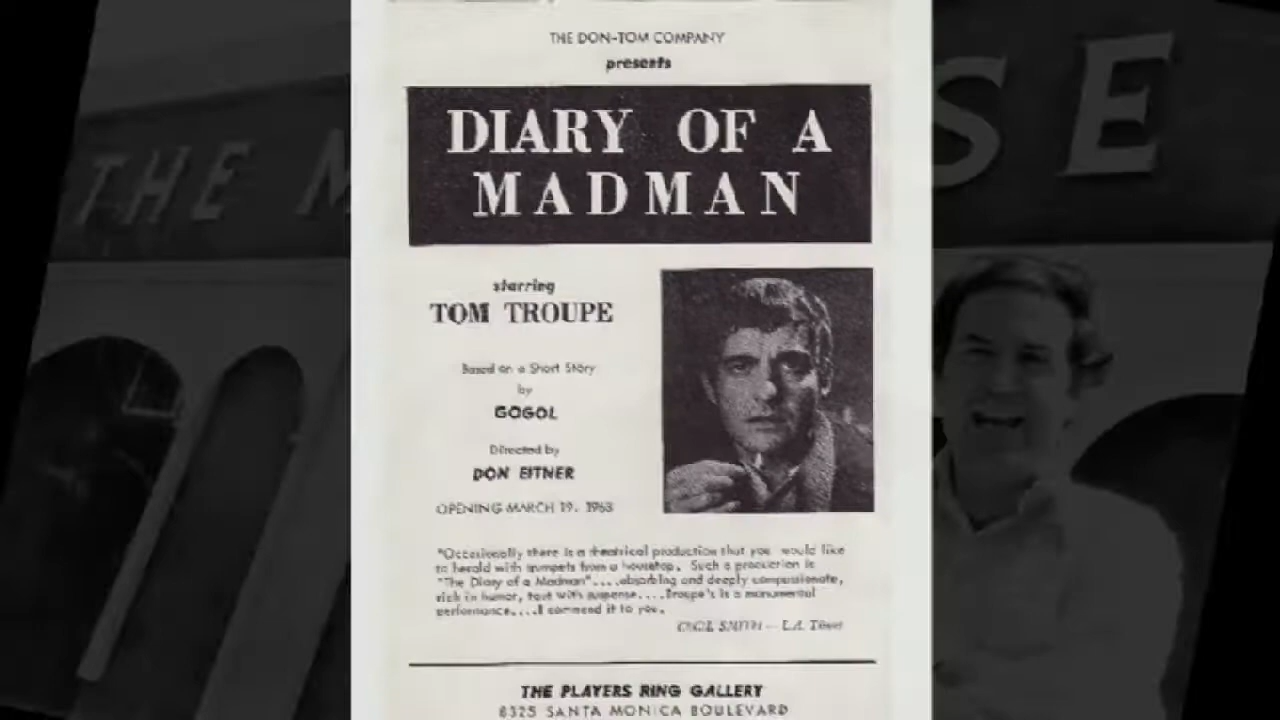 THE DON-TOM COMPANY
presents
DIARY OF A
MADMAN
starring
TOM TROUPE
Based on a Short Story
by
GOGOL
Directed by
DON EITNER
OPENING MARCH 19, 1963
"Occasionally there is a theatrical production that you would like
to herald with trumpets from a housetop. Such a production is
"The Diary of a Madman"....absorbing and deeply compassionate,
rich in humor, taut with suspense....Troupe's is a monumental
performance....I commend it to you.
CECIL SMITH - L.A. Times
THE PLAYERS RING GALLERY
8325 SANTA MONICA BOULEVARD
THE
SE